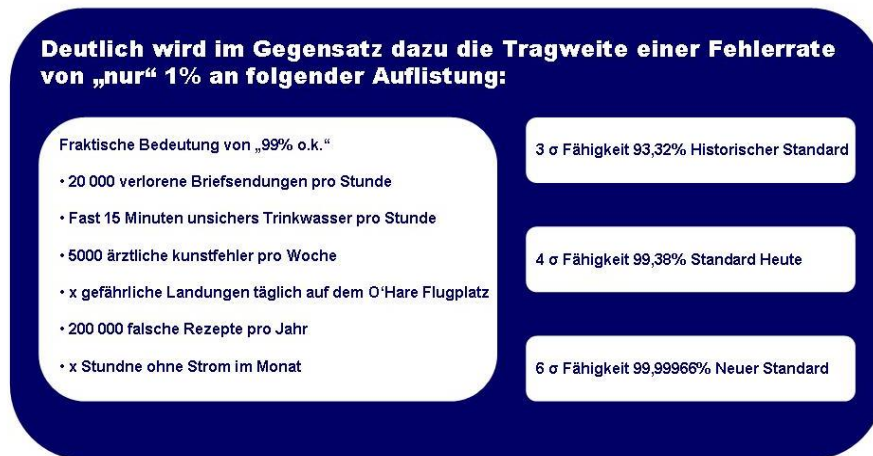 Deutlich wird im Gegensatz dazu die Tragweite einer Fehlerrate
von „nur“ 1% an folgender Auflistung:
Fraktische Bedeutung von „99% o.k.“
• 20 000 verlorene Briefsendungen pro Stunde
• Fast 15 Minuten unsichers Trinkwasser pro Stunde
• 5000 ärztliche kunstfehler pro Woche
• x gefährliche Landungen täglich auf dem O‘Hare Flugplatz
• 200 000 falsche Rezepte pro Jahr
• x Stundne ohne Strom im Monat
3 σ Fähigkeit 93,32% Historischer Standard
4 σ Fähigkeit 99,38% Standard Heute
6 σ Fähigkeit 99,99966% Neuer Standard